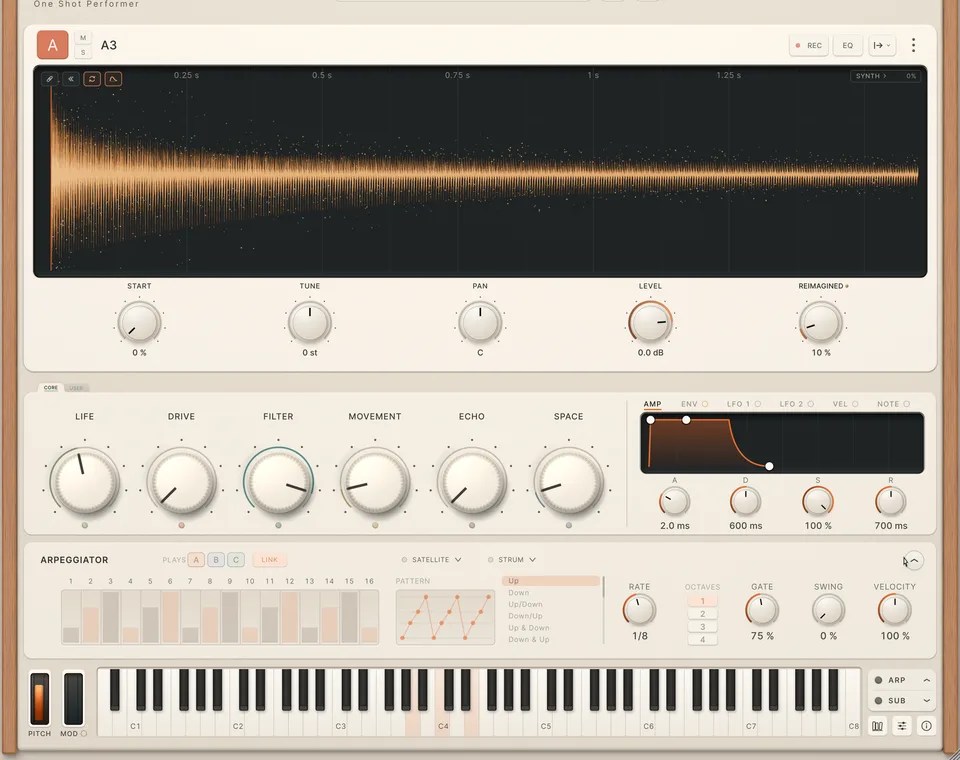 One Shot Performer
A
M
S
A3
REC
EQ
0.25 s
0.5 s
0.75 s
1 s
1.25 s
SYNTH >
0%
START
TUNE
PAN
LEVEL
REIMAGINED
0 %
0 st
C
0.0 dB
10 %
CORE
USER
LIFE
DRIVE
FILTER
MOVEMENT
ECHO
SPACE
AMP
ENV
LFO 1
LFO 2
VEL
NOTE
A
D
S
R
2.0 ms
600 ms
100 %
700 ms
ARPEGGIATOR
PLAYS
A
B
C
LINK
SATELLITE
STRUM
1 2 3 4 5 6 7 8 9 10 11 12 13 14 15 16
PATTERN
Up
Down
Up/Down
Down/Up
Up & Down
Down & Up
RATE
1/8
OCTAVES
1
2
3
4
GATE
75 %
SWING
0 %
VELOCITY
100 %
PITCH
MOD
C1
C2
C3
C4
C5
C6
C7
C8
ARP
SUB